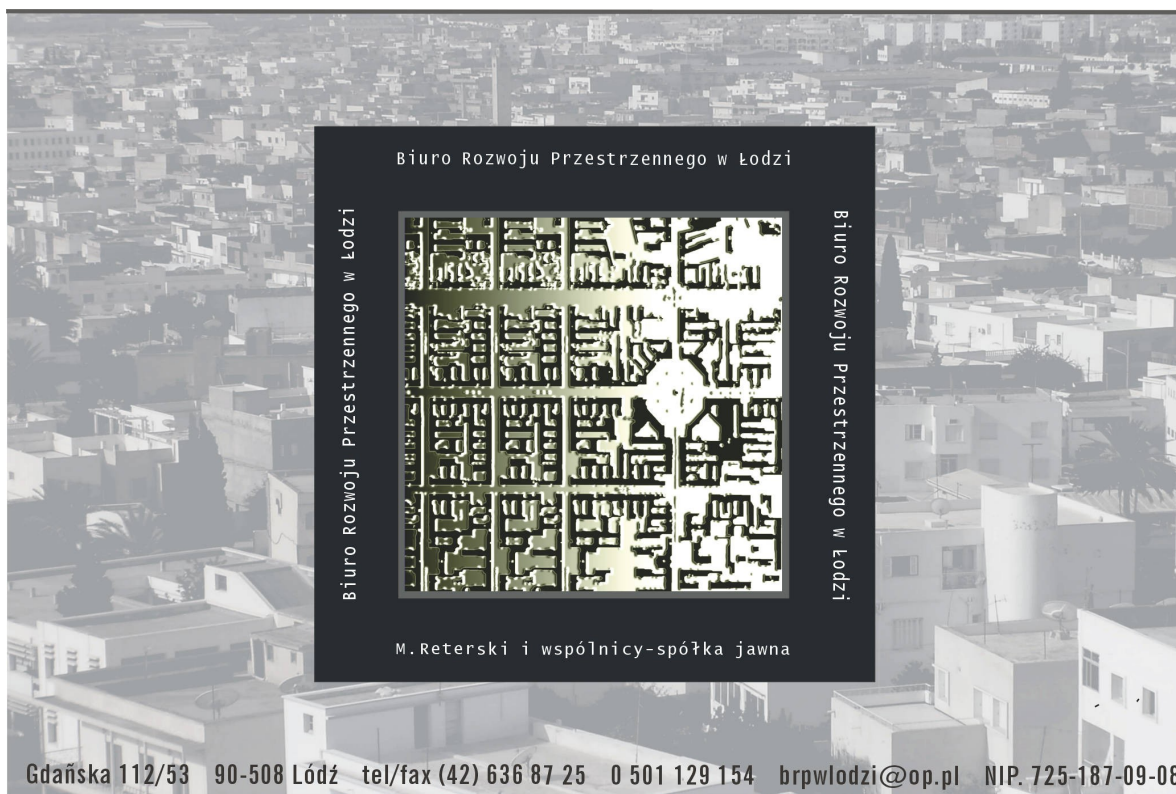 Biuro Rozwoju Przestrzennego w Łodzi
Biuro Rozwoju Przestrzennego w Łodzi
Biuro Rozwoju Przestrzennego w Łodzi
M.Reterski i wspólnicy-spółka jawna
Gdañska 112/53 90-508 Lódź tel/fax (42) 636 87 25 0 501 129 154 brpwlodzi@op.pl NIP. 725-187-09-08